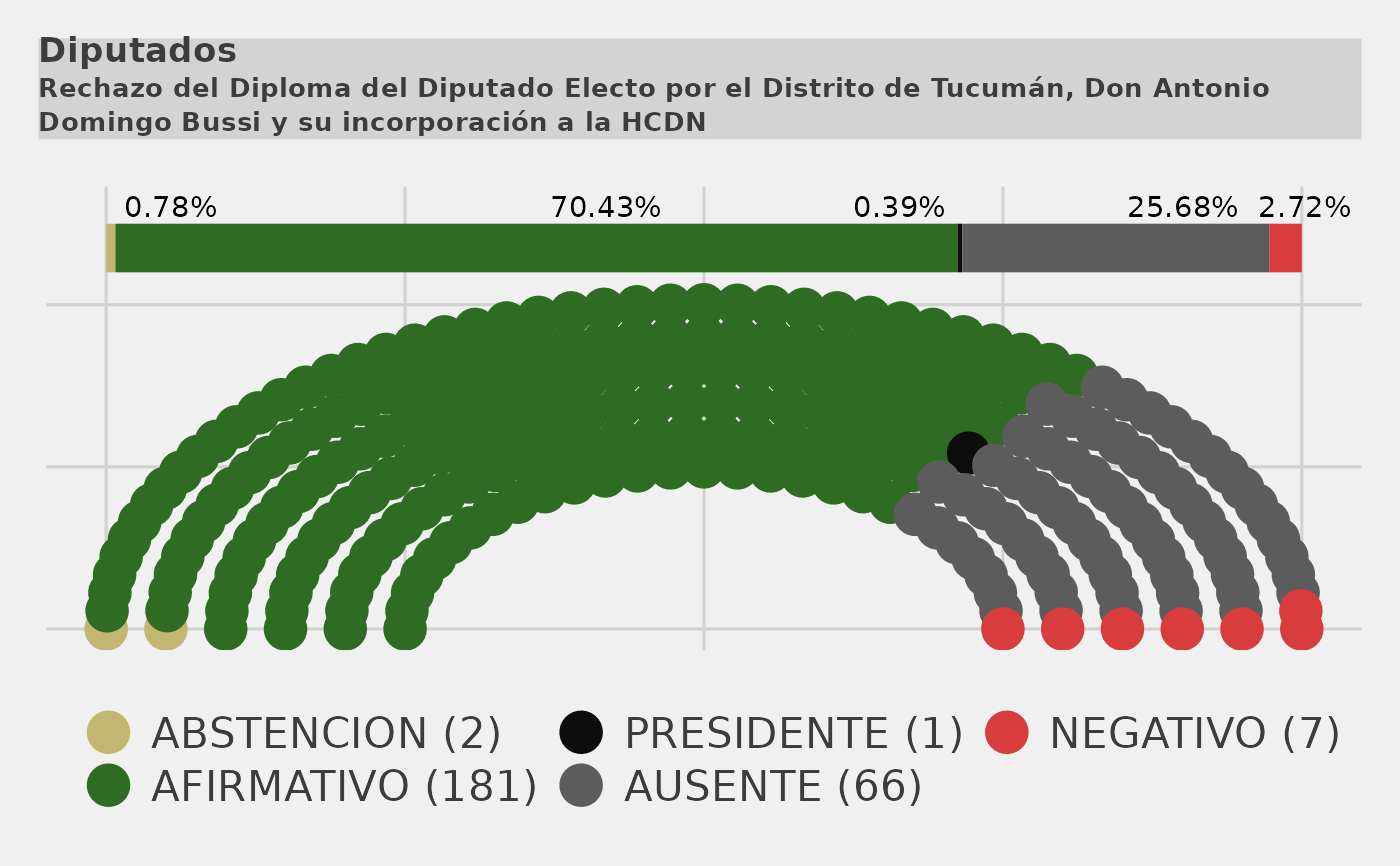 Diputados
Rechazo del Diploma del Diputado Electo por el Distrito de Tucumán, Don Antonio
Domingo Bussi y su incorporación a la HCDN
0.78% 70.43% 0.39% 25.68% 2.72%
ABSTENCION (2) PRESIDENTE (1) NEGATIVO (7)
AFIRMATIVO (181) AUSENTE (66)